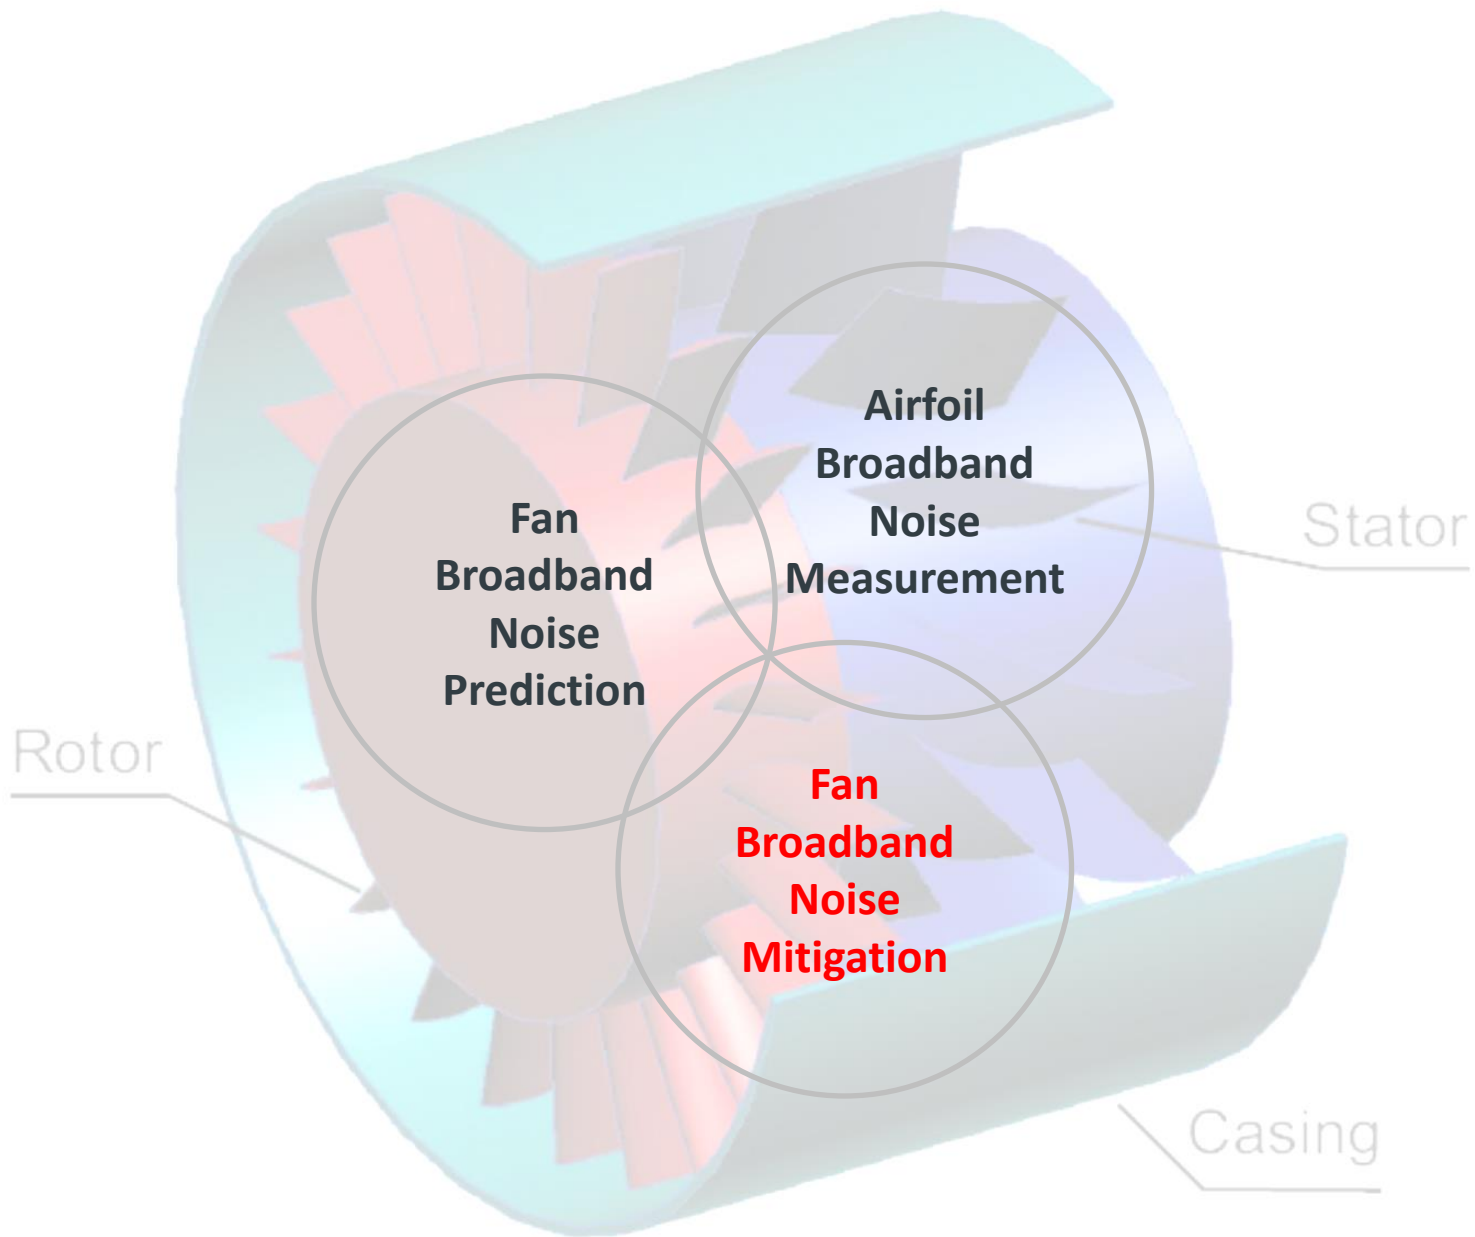 Airfoil
Broadband
Noise
Measurement
Fan
Broadband
Noise
Prediction
Stator
Rotor
Fan
Broadband
Noise
Mitigation
Casing